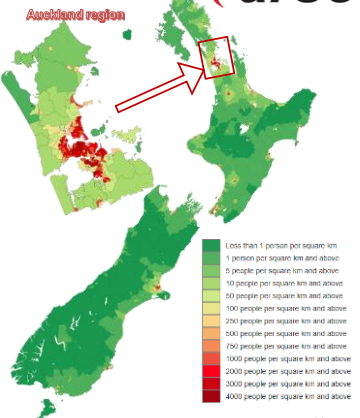 Auckland region
Less than 1 person per square km
1 person per square km and above
5 people per square km and above
10 people per square km and above
50 people per square km and above
100 people per square km and above
250 people per square km and above
500 people per square km and above
750 people per square km and above
1000 people per square km and above
2000 people per square km and above
3000 people per square km and above
4000 people per square km and above